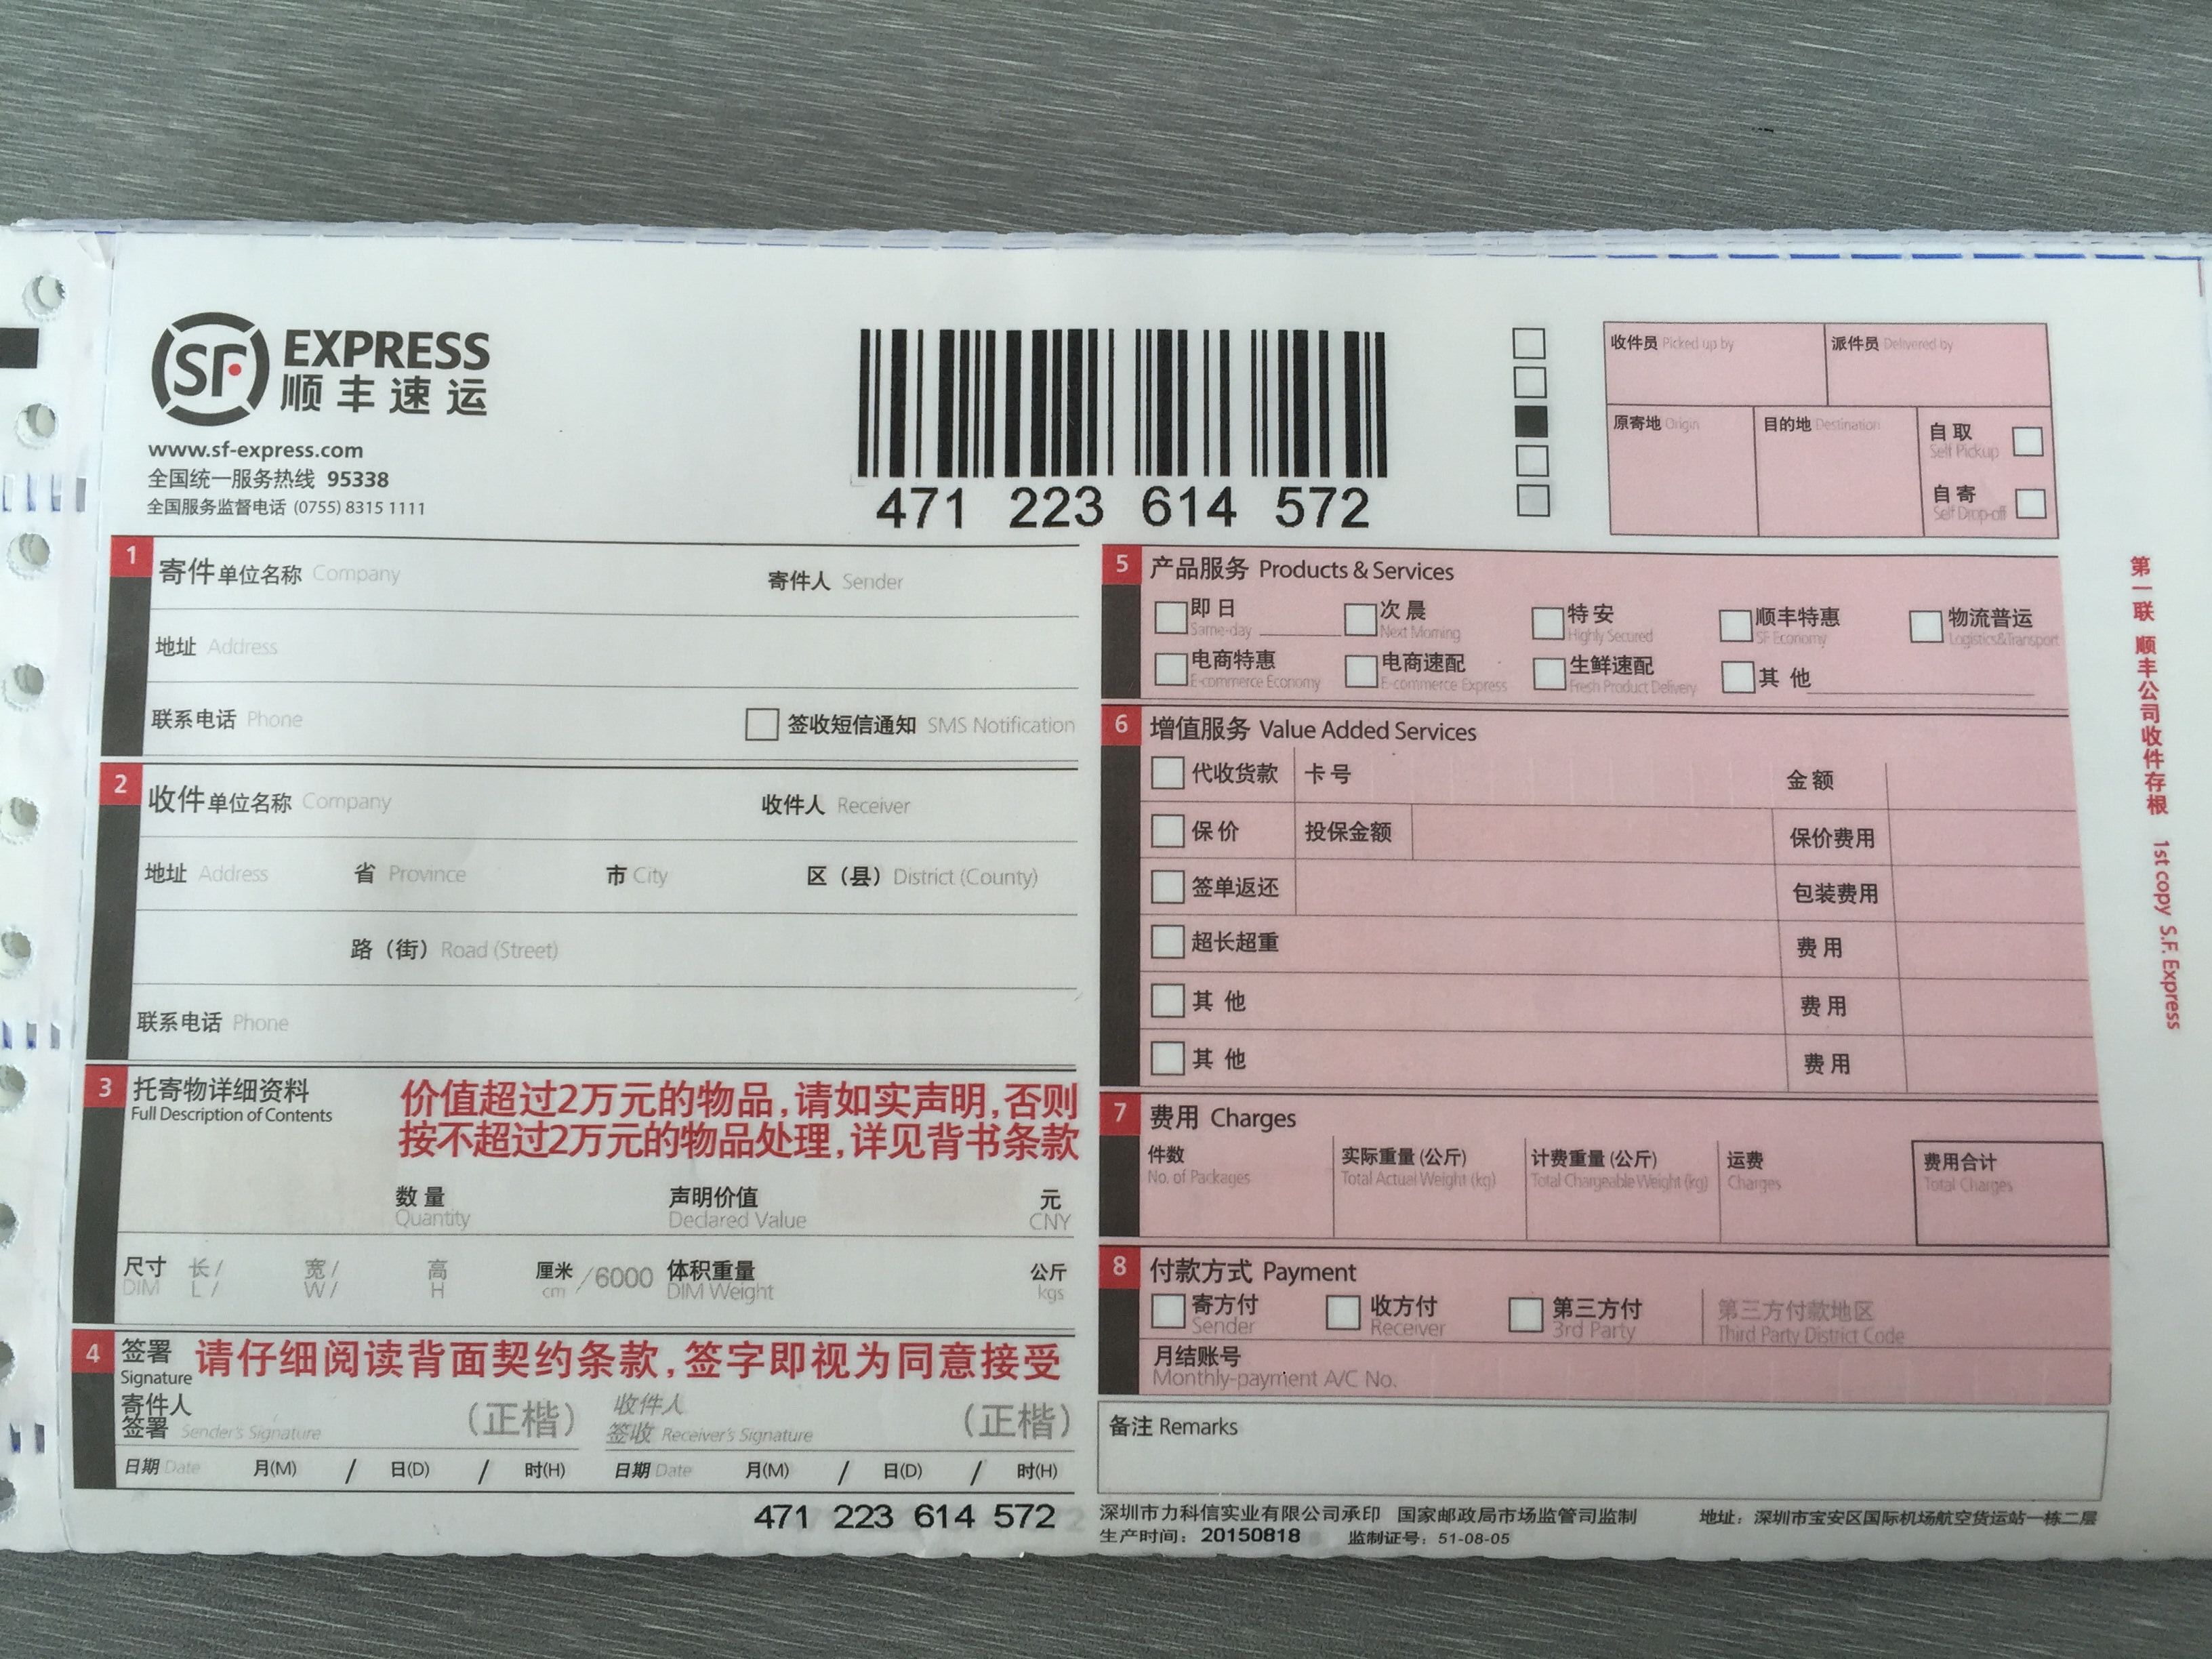 SF EXPRESS
顺丰速运
www.sf-express.com
全国统一服务热线 95338
全国服务监督电话 (0755) 8315 1111
471 223 614 572
收件员 Picked up by 派件员 Delivered by
原寄地 Origin 目的地 Destination 自取 Self Pickup
自寄 Self Drop-off
1 寄件单位名称 Company 寄件人 Sender
地址 Address
联系电话 Phone 签收短信通知 SMS Notification
2 收件单位名称 Company 收件人 Receiver
地址 Address 省 Province 市 City 区（县）District (County)
路（街）Road (Street)
联系电话 Phone
3 托寄物详细资料
Full Description of Contents
价值超过2万元的物品,请如实声明,否则
按不超过2万元的物品处理,详见背书条款
数量 声明价值 元
Quantity Declared Value CNY
尺寸 长/ 宽/ 高 厘米 /6000 体积重量 公斤
DIM L/ W/ H cm DIM Weight kgs
4 签署 请仔细阅读背面契约条款,签字即视为同意接受
Signature
寄件人 （正楷） 收件人 （正楷）
签署 Sender's Signature 签收 Receiver's Signature
日期 Date 月(M) / 日(D) / 时(H) 日期 Date 月(M) / 日(D) / 时(H)
471 223 614 572
5 产品服务 Products & Services
即日 次晨 特安 顺丰特惠 物流普运
Same-day Next Morning Highly Secured SF Economy Logistics&Transport
电商特惠 电商速配 生鲜速配 其他
E-commerce Economy E-commerce Express Fresh Product Delivery
6 增值服务 Value Added Services
代收货款 卡号 金额
保价 投保金额 保价费用
签单返还 包装费用
超长超重 费用
其他 费用
其他 费用
7 费用 Charges
件数 实际重量(公斤) 计费重量(公斤) 运费 费用合计
No. of Packages Total Actual Weight (kg) Total Chargeable Weight (kg) Charges Total Charges
8 付款方式 Payment
寄方付 收方付 第三方付 第三方付款地区
Sender Receiver 3rd Party Third Party District Code
月结账号
Monthly-payment A/C No.
备注 Remarks
深圳市力科信实业有限公司承印 国家邮政局市场监管司监制 地址：深圳市宝安区国际机场航空货运站一栋二层
生产时间：20150818 监制证号：51-08-05
第一联 顺丰公司收件存根 1st copy S.F. Express